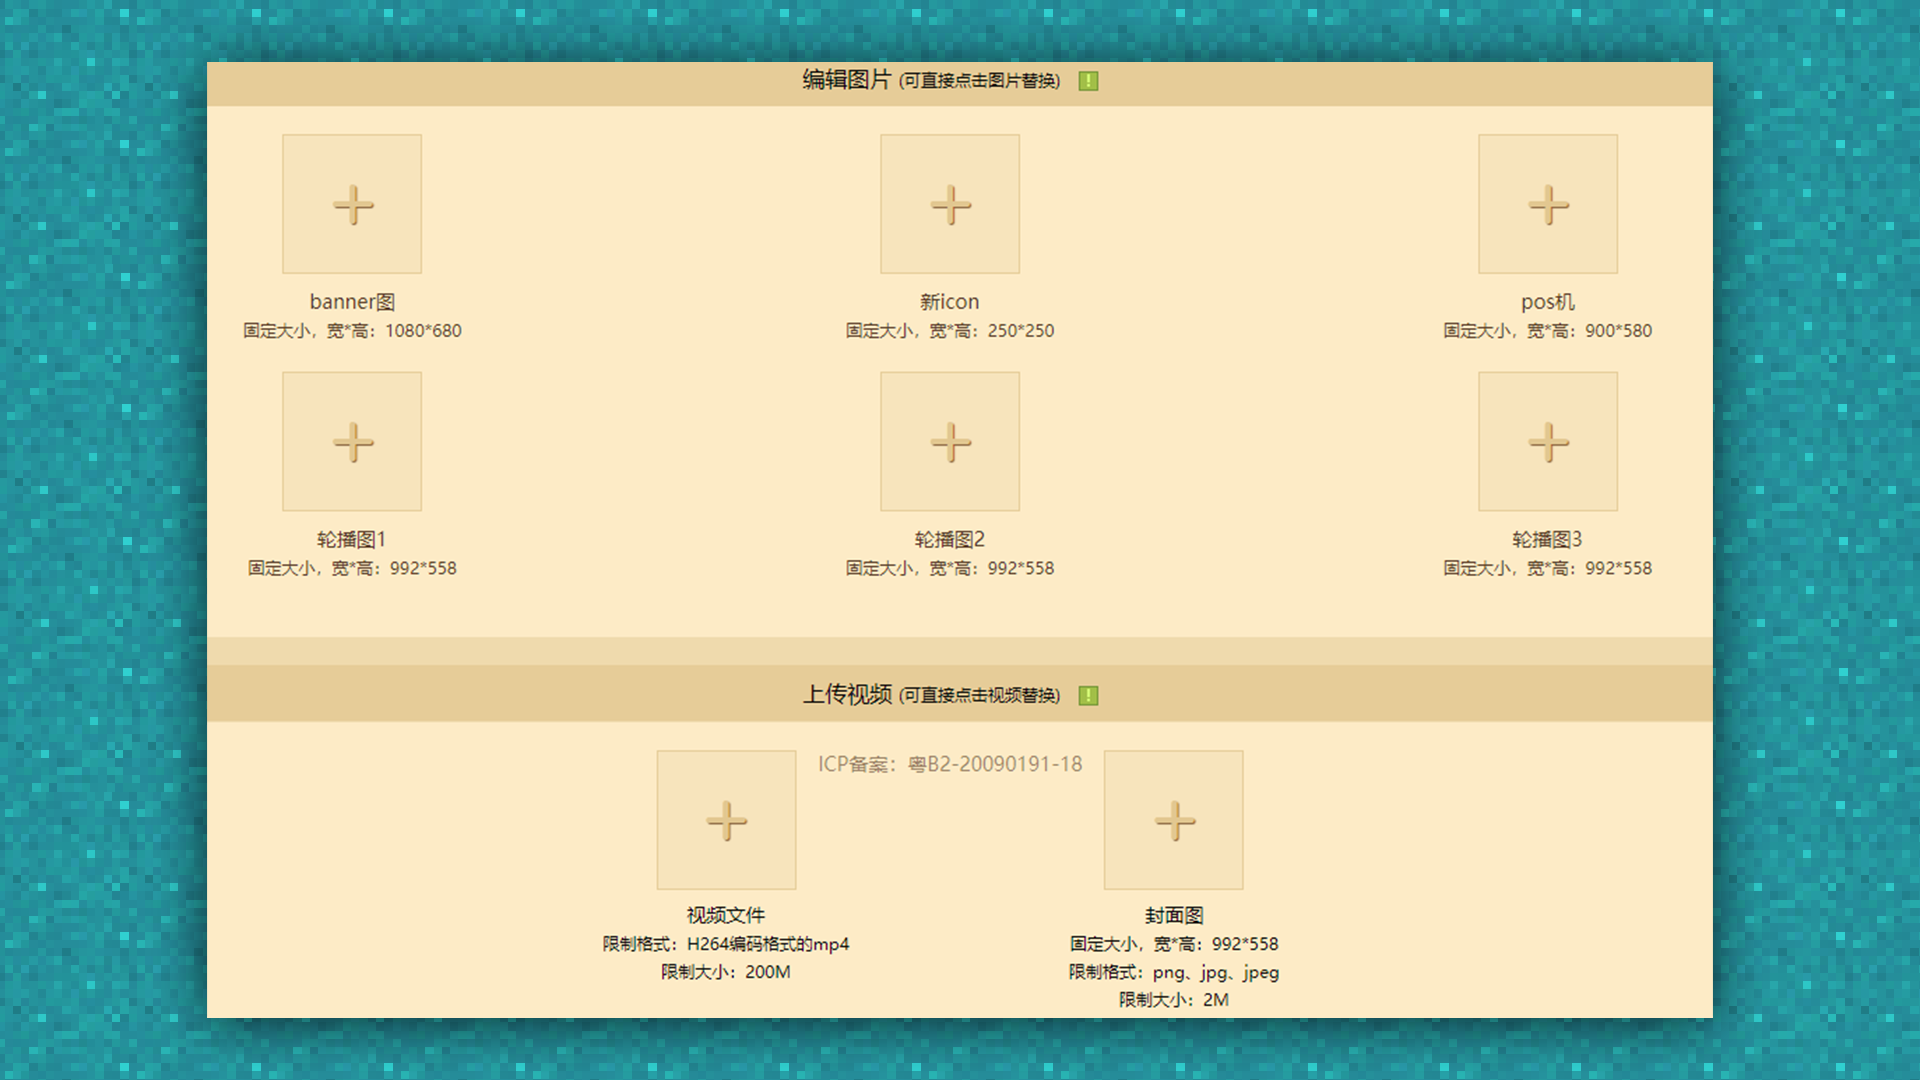 编辑图片 (可直接点击图片替换)
banner图
固定大小，宽*高：1080*680
新icon
固定大小，宽*高：250*250
pos机
固定大小，宽*高：900*580
轮播图1
固定大小，宽*高：992*558
轮播图2
固定大小，宽*高：992*558
轮播图3
固定大小，宽*高：992*558
上传视频 (可直接点击视频替换)
ICP备案：粤B2-20090191-18
视频文件
限制格式：H264编码格式的mp4
限制大小：200M
封面图
固定大小，宽*高：992*558
限制格式：png、jpg、jpeg
限制大小：2M